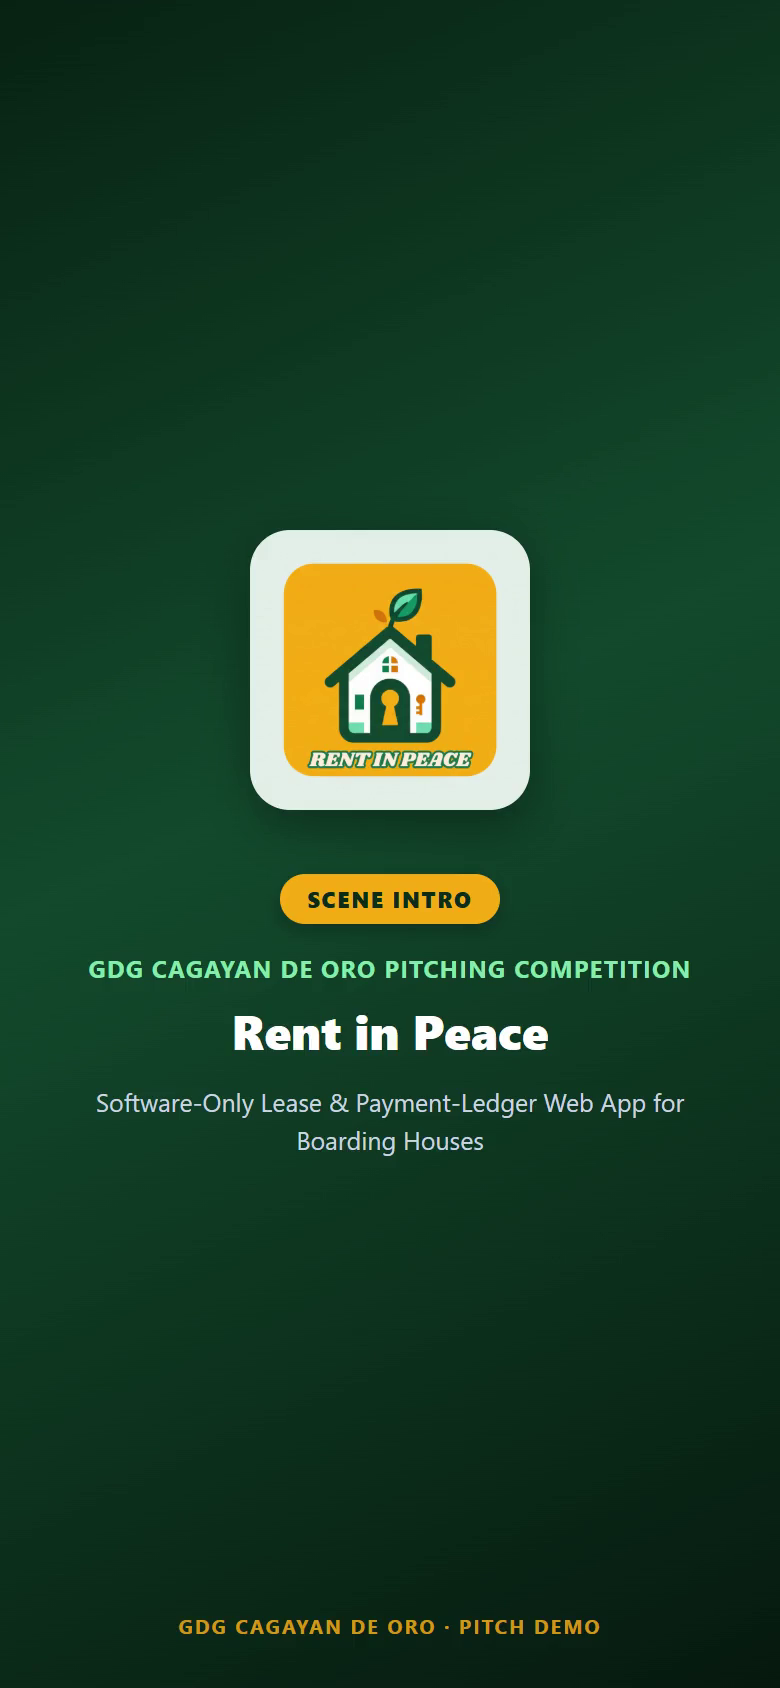 RENT IN PEACE
SCENE INTRO
GDG CAGAYAN DE ORO PITCHING COMPETITION
Rent in Peace
Software-Only Lease & Payment-Ledger Web App for
Boarding Houses
GDG CAGAYAN DE ORO · PITCH DEMO